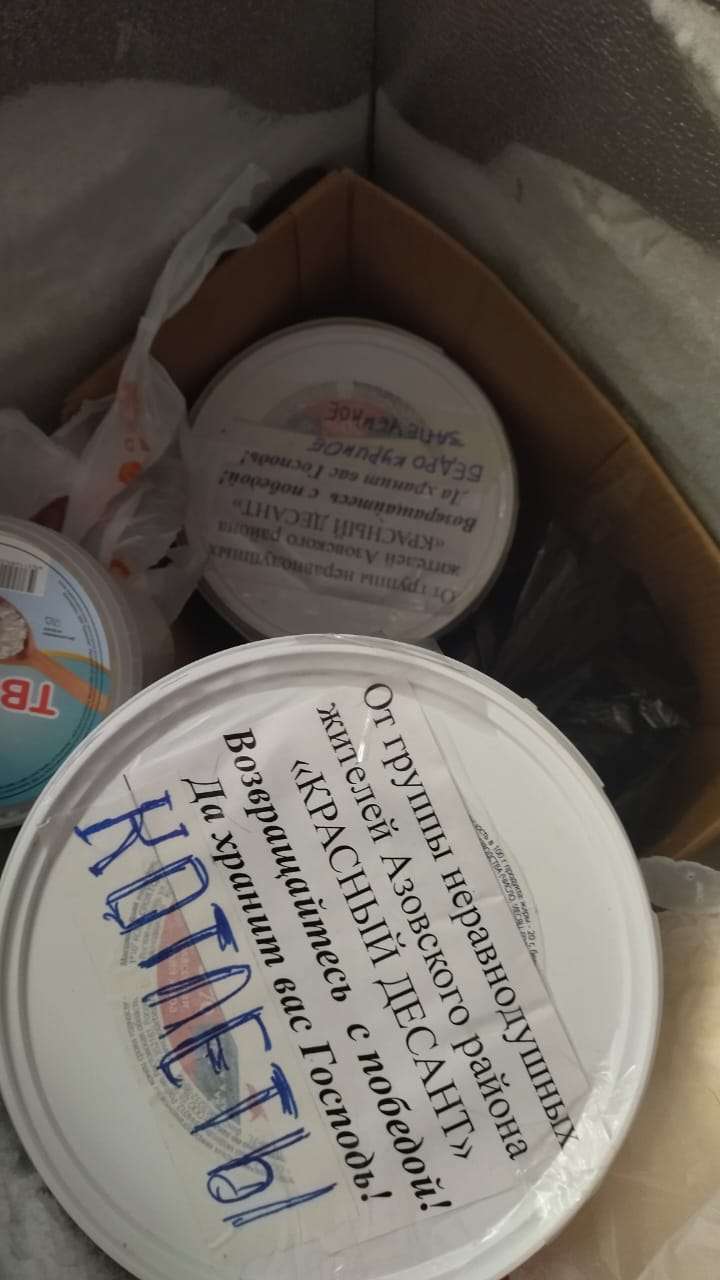 От группы неравнодушных
жителей Азовского района
«КРАСНЫЙ ДЕСАНТ»
Возвращайтесь с победой!
Да хранит вас Господь!
КОТЛЕТЫ
От группы неравнодушных
жителей Азовского района
«КРАСНЫЙ ДЕСАНТ»
Возвращайтесь с победой!
Да хранит вас Господь!
БЕДРО КУРИНОЕ
ЗАПЕЧЕННОЕ
ТВ